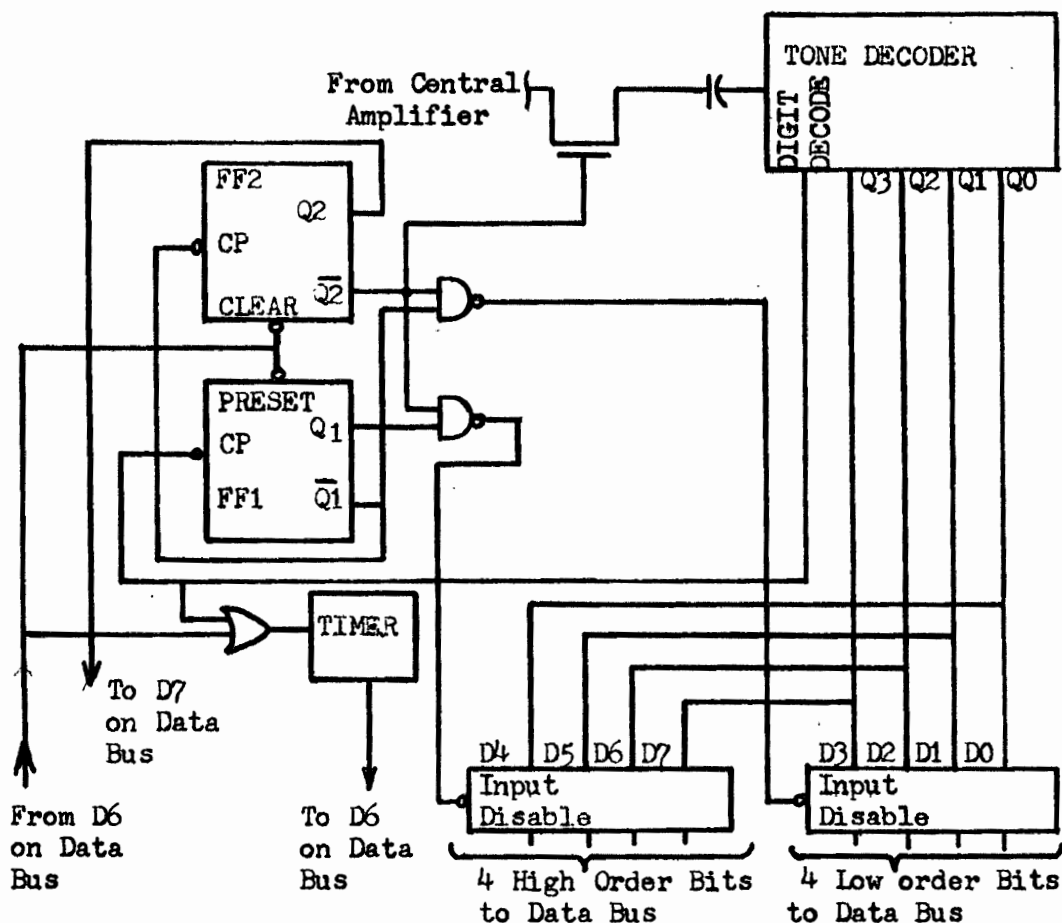 TONE DECODER
From Central
Amplifier
DIGIT
DECODE
Q3 Q2 Q1 Q0
FF2
Q2
CP
Q̅2̅
CLEAR
PRESET
Q1
CP
FF1
Q̅1̅
TIMER
To D7
on Data
Bus
D4 D5 D6 D7
D3 D2 D1 D0
Input
Disable
Input
Disable
From D6
on Data
Bus
To D6
on Data
Bus
4 High Order Bits
to Data Bus
4 Low order Bits
to Data Bus